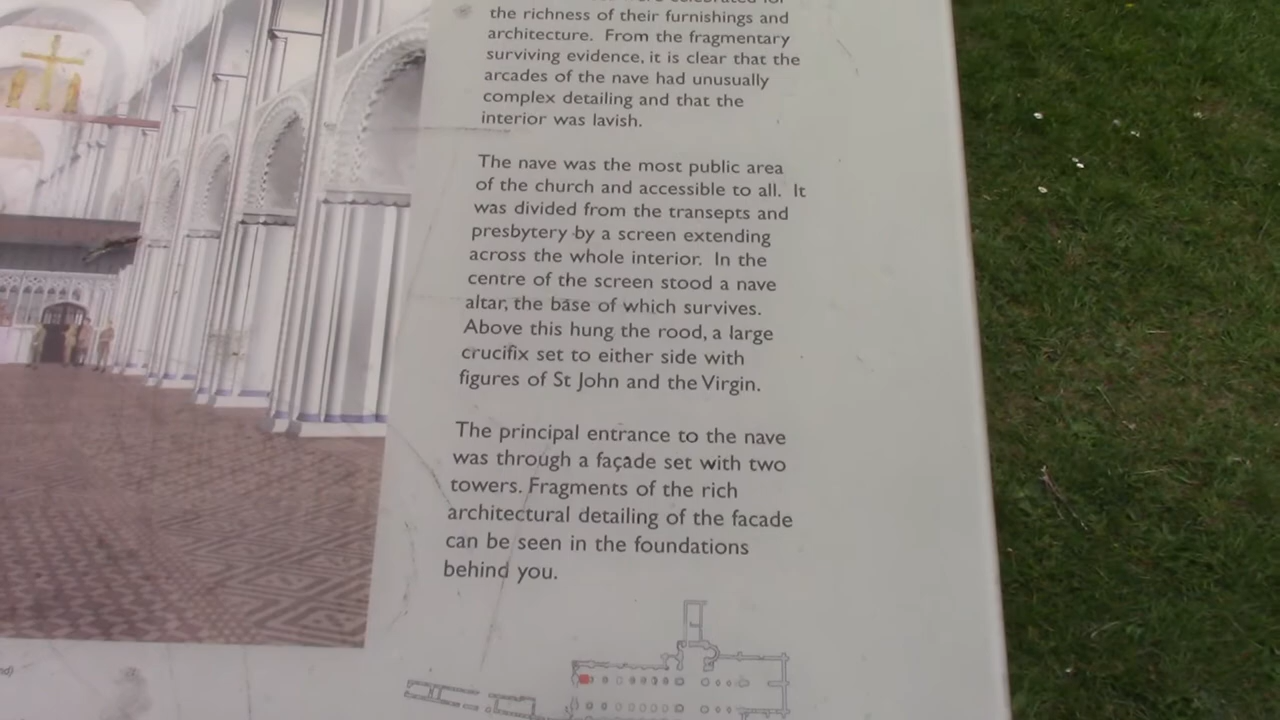 the richness of their furnishings and
architecture. From the fragmentary
surviving evidence, it is clear that the
arcades of the nave had unusually
complex detailing and that the
interior was lavish.
The nave was the most public area
of the church and accessible to all. It
was divided from the transepts and
presbytery by a screen extending
across the whole interior. In the
centre of the screen stood a nave
altar, the base of which survives.
Above this hung the rood, a large
crucifix set to either side with
figures of St John and the Virgin.
The principal entrance to the nave
was through a façade set with two
towers. Fragments of the rich
architectural detailing of the facade
can be seen in the foundations
behind you.